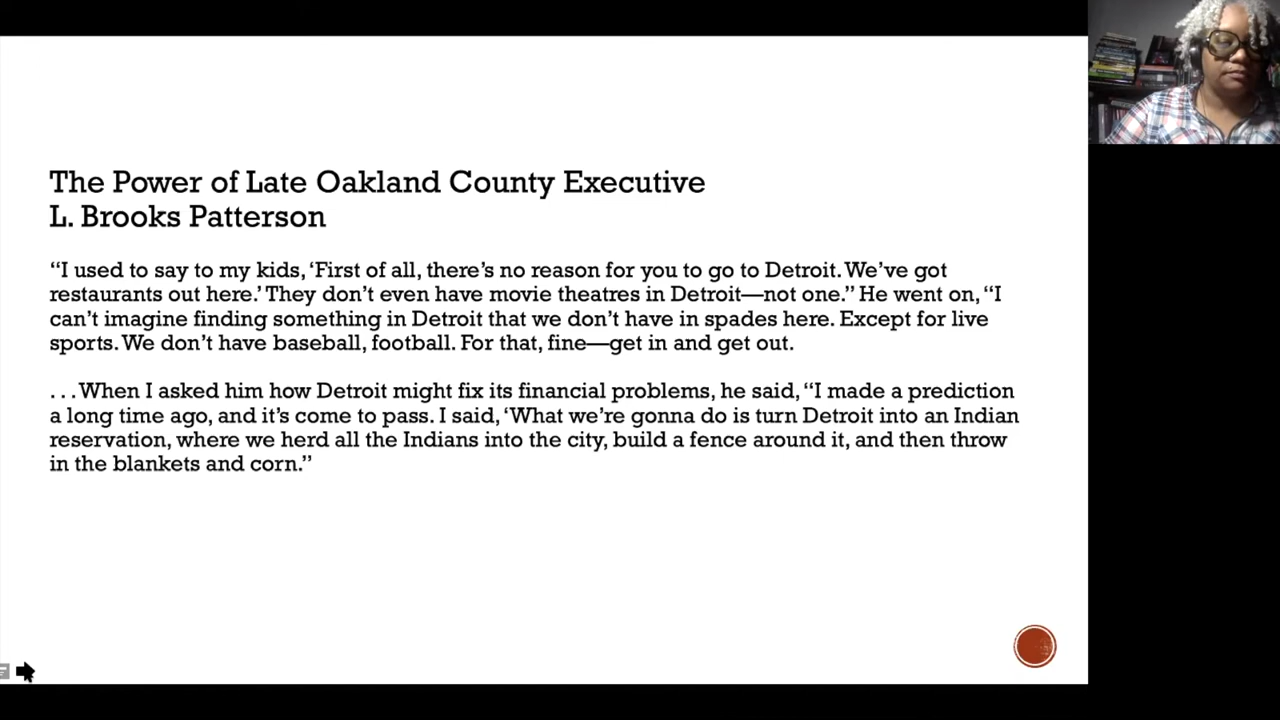 The Power of Late Oakland County Executive
L. Brooks Patterson
“I used to say to my kids, ‘First of all, there’s no reason for you to go to Detroit. We’ve got
restaurants out here.’ They don’t even have movie theatres in Detroit—not one.” He went on, “I
can’t imagine finding something in Detroit that we don’t have in spades here. Except for live
sports. We don’t have baseball, football. For that, fine—get in and get out.
. . . When I asked him how Detroit might fix its financial problems, he said, “I made a prediction
a long time ago, and it’s come to pass. I said, ‘What we’re gonna do is turn Detroit into an Indian
reservation, where we herd all the Indians into the city, build a fence around it, and then throw
in the blankets and corn.”